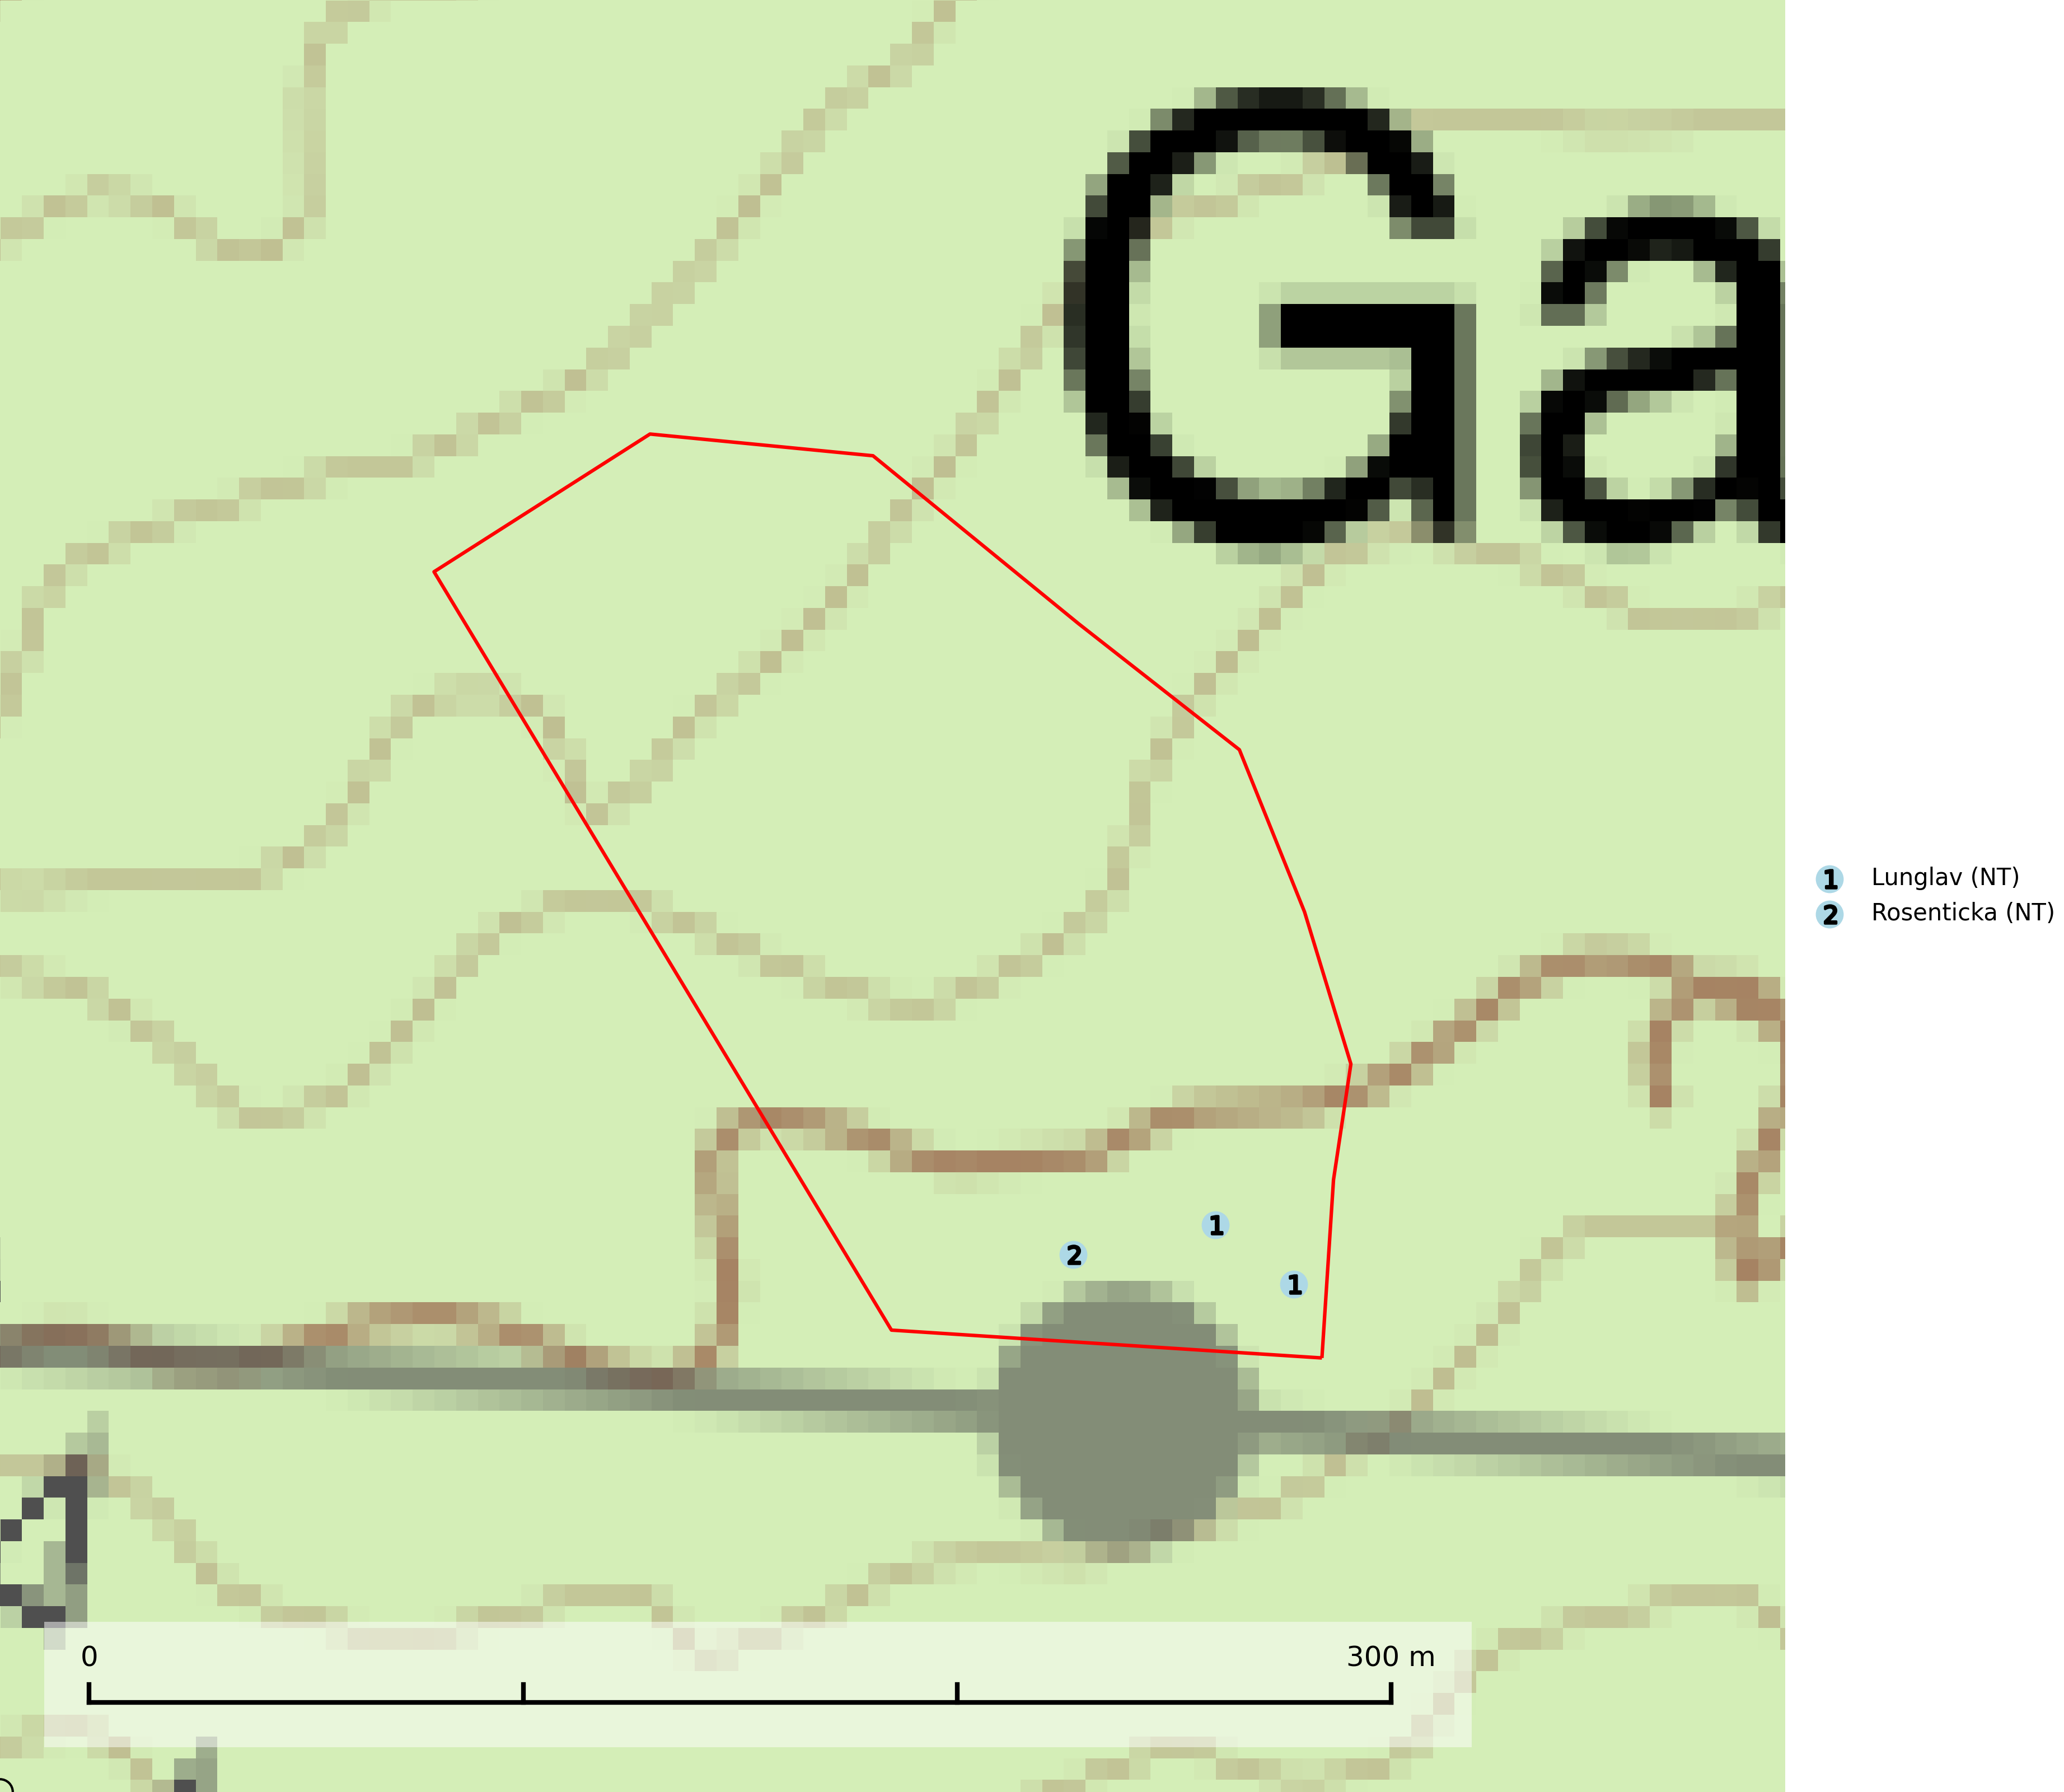 Ga
1 Lunglav (NT)
2 Rosenticka (NT)
1
2
1
0 300 m